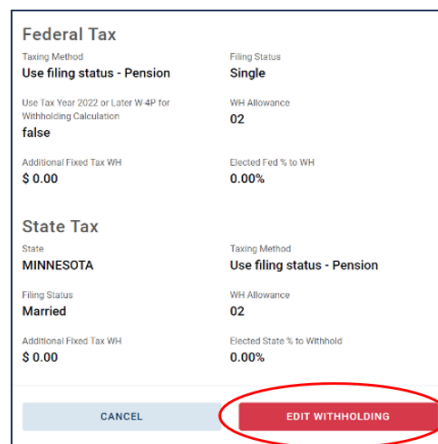 Federal Tax
Taxing Method Filing Status
Use filing status - Pension Single
Use Tax Year 2022 or Later W-4P for WH Allowance
Withholding Calculation 02
false
Additional Fixed Tax WH Elected Fed % to WH
$ 0.00 0.00%
State Tax
State Taxing Method
MINNESOTA Use filing status - Pension
Filing Status WH Allowance
Married 02
Additional Fixed Tax WH Elected State % to Withhold
$ 0.00 0.00%
CANCEL EDIT WITHHOLDING